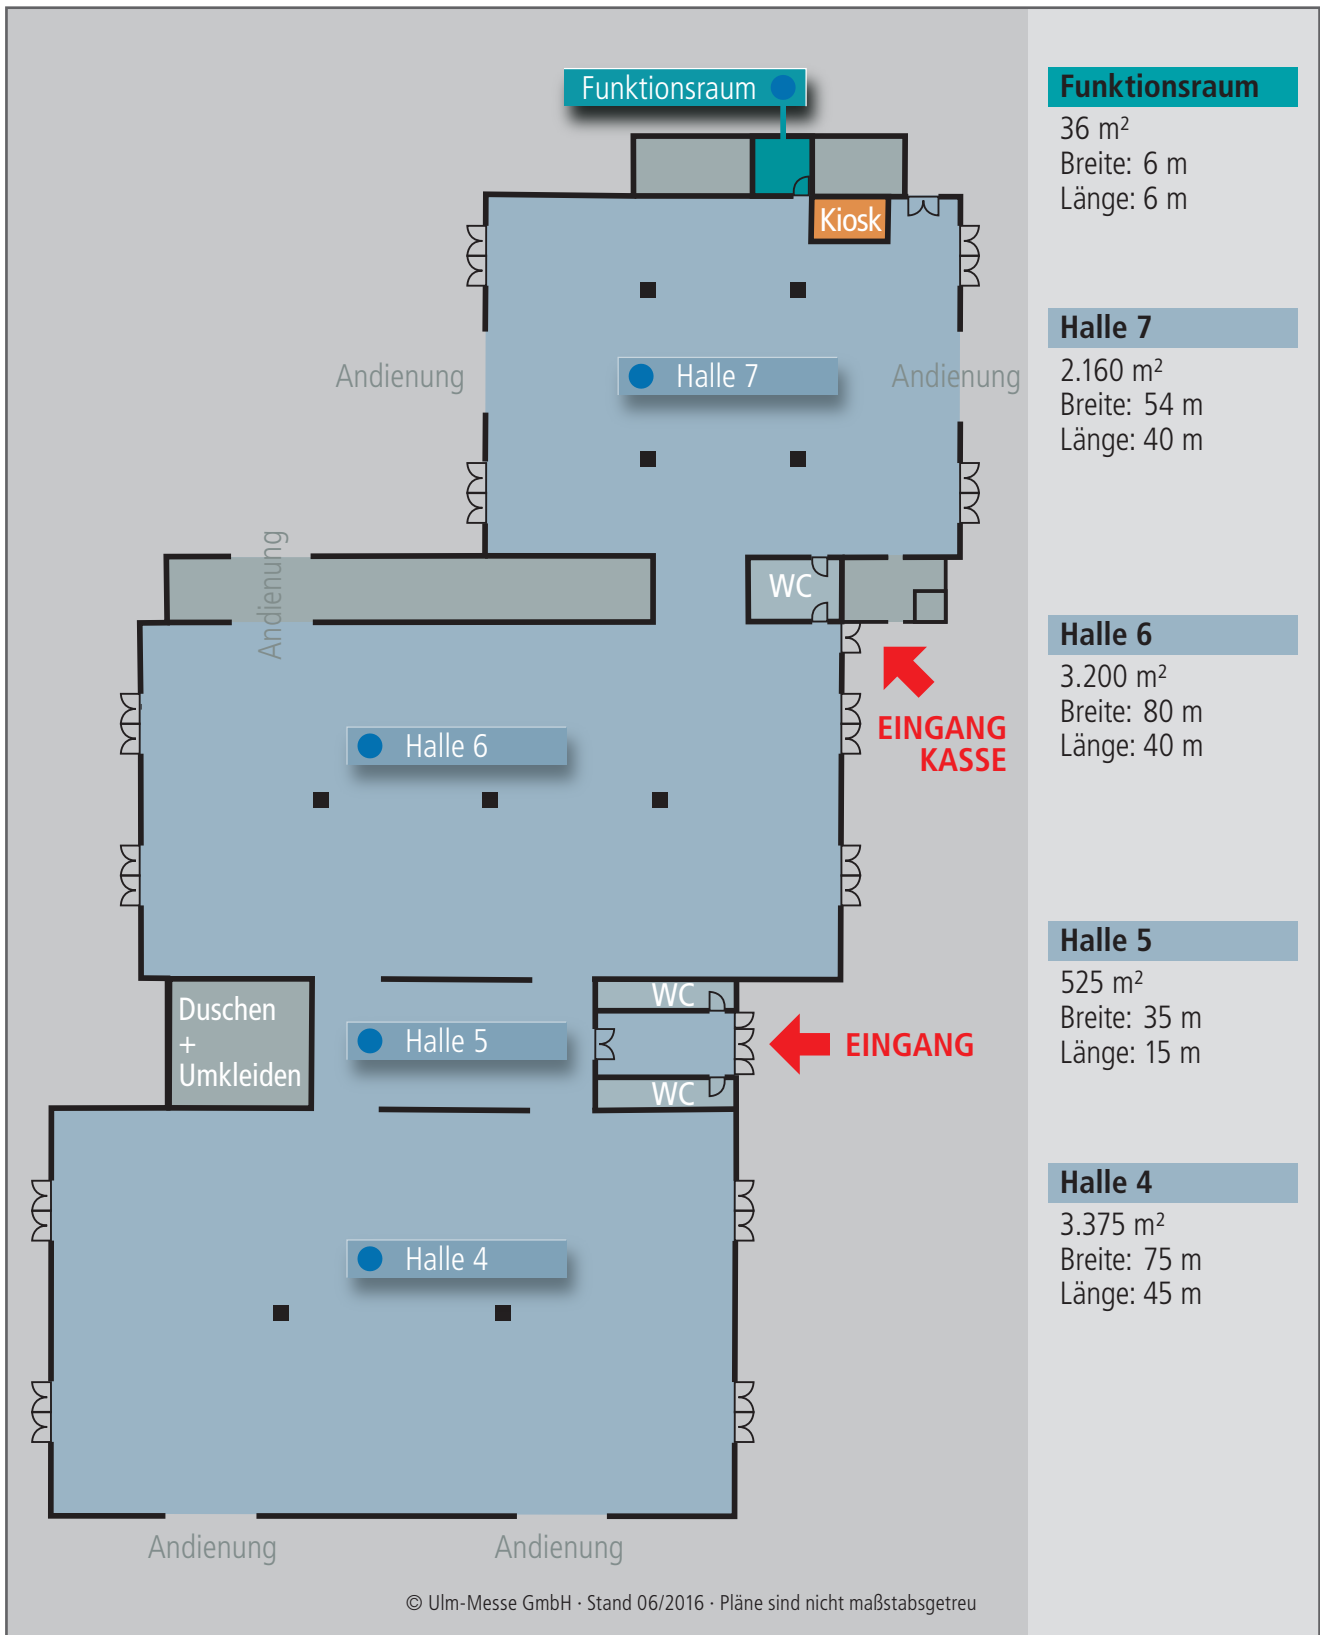 Funktionsraum
Kiosk
Andienung
Halle 7
Andienung
Andienung
WC
EINGANG
KASSE
Halle 6
WC
Duschen
+
Umkleiden
Halle 5
EINGANG
WC
Halle 4
Andienung
Andienung
© Ulm-Messe GmbH · Stand 06/2016 · Pläne sind nicht maßstabsgetreu
Funktionsraum
36 m²
Breite: 6 m
Länge: 6 m
Halle 7
2.160 m²
Breite: 54 m
Länge: 40 m
Halle 6
3.200 m²
Breite: 80 m
Länge: 40 m
Halle 5
525 m²
Breite: 35 m
Länge: 15 m
Halle 4
3.375 m²
Breite: 75 m
Länge: 45 m